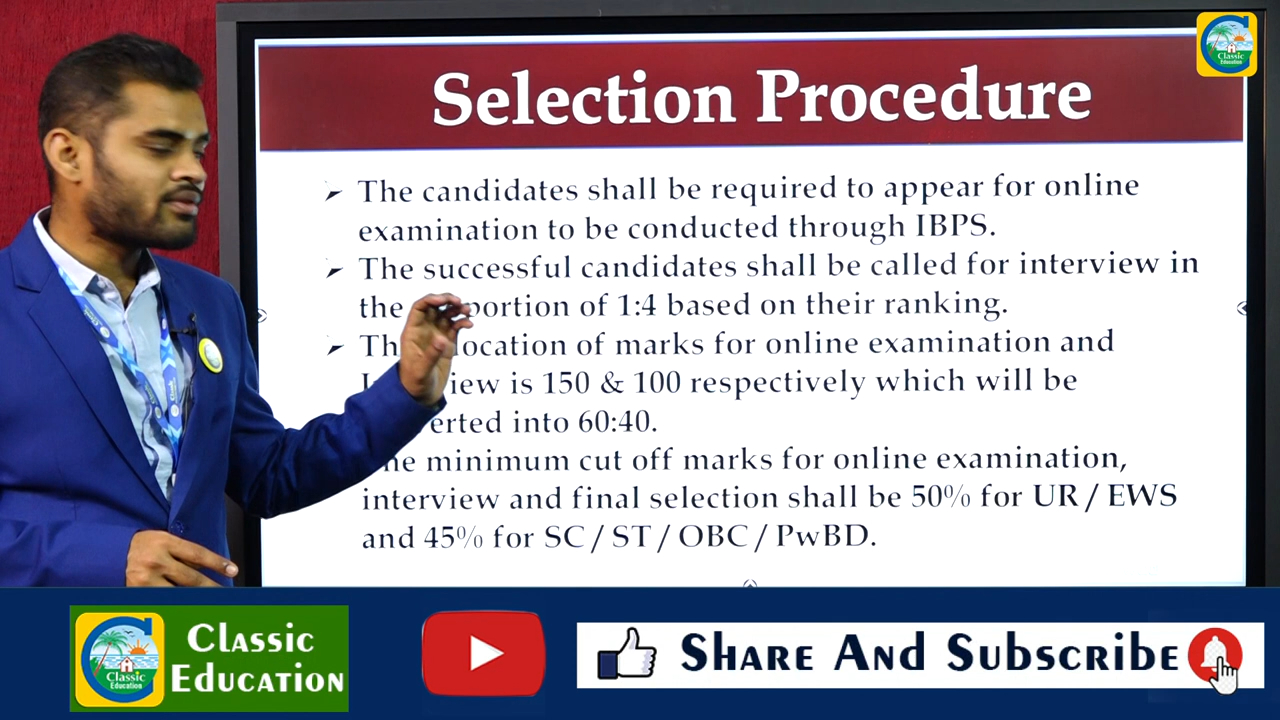 Selection Procedure
Classic
Education
➢ The candidates shall be required to appear for online
examination to be conducted through IBPS.
➢ The successful candidates shall be called for interview in
the portion of 1:4 based on their ranking.
➢ Th location of marks for online examination and
iew is 150 & 100 respectively which will be
erted into 60:40.
he minimum cut off marks for online examination,
interview and final selection shall be 50% for UR / EWS
and 45% for SC / ST / OBC / PwBD.
Classic
Education
CLASSIC
EDUCATION
SHARE AND SUBSCRIBE